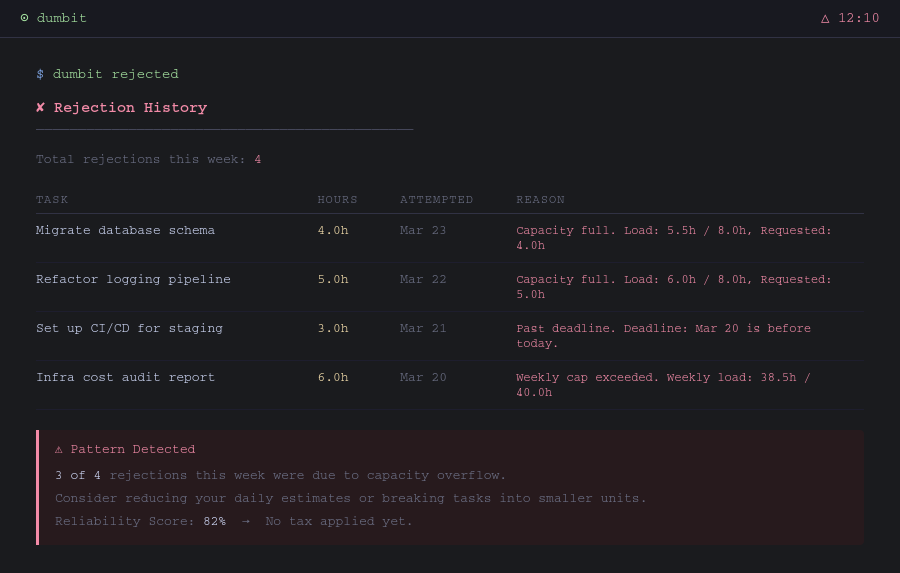 ⊙ dumbit
△ 12:10
$ dumbit rejected
✘ Rejection History
Total rejections this week: 4
TASK HOURS ATTEMPTED REASON
Migrate database schema 4.0h Mar 23 Capacity full. Load: 5.5h / 8.0h, Requested:
4.0h
Refactor logging pipeline 5.0h Mar 22 Capacity full. Load: 6.0h / 8.0h, Requested:
5.0h
Set up CI/CD for staging 3.0h Mar 21 Past deadline. Deadline: Mar 20 is before
today.
Infra cost audit report 6.0h Mar 20 Weekly cap exceeded. Weekly load: 38.5h /
40.0h
⚠ Pattern Detected
3 of 4 rejections this week were due to capacity overflow.
Consider reducing your daily estimates or breaking tasks into smaller units.
Reliability Score: 82% → No tax applied yet.